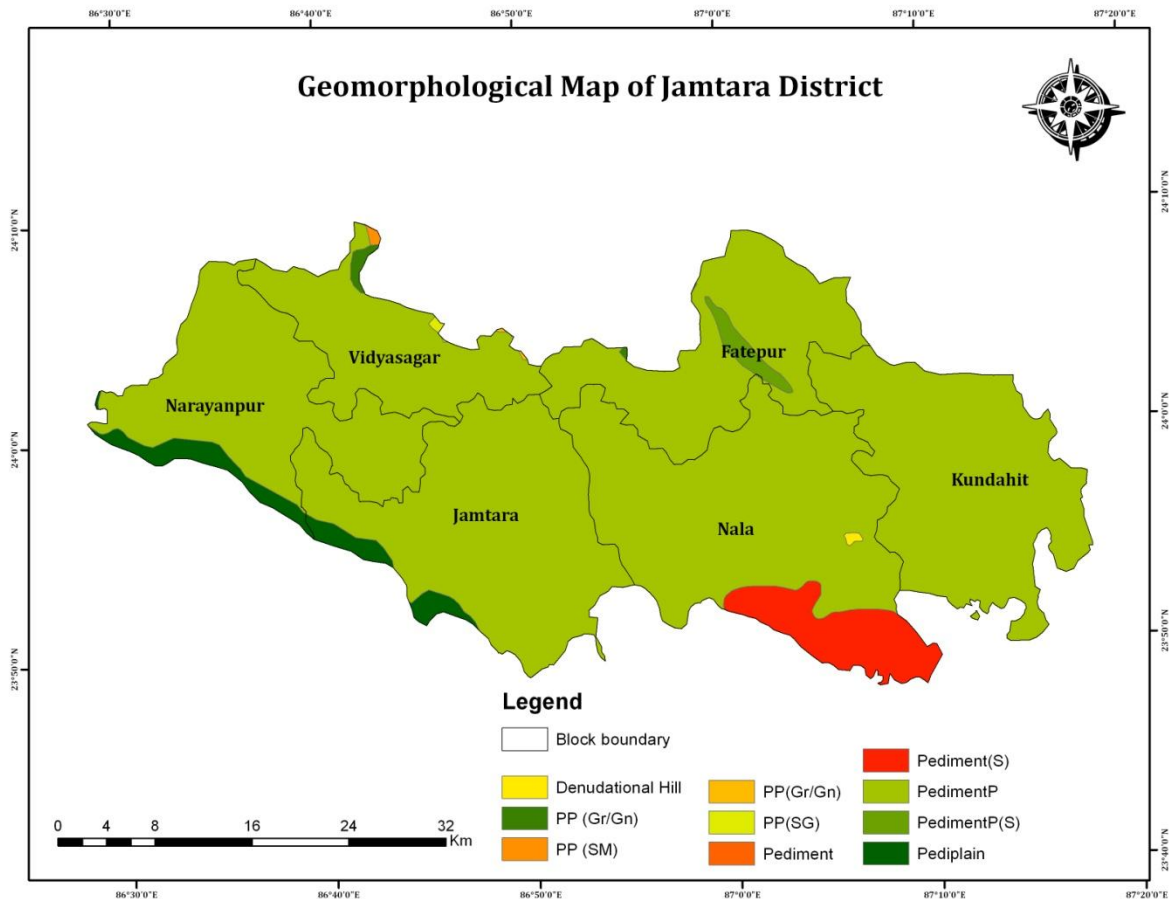 86°30'0"E 86°40'0"E 86°50'0"E 87°0'0"E 87°10'0"E 87°20'0"E
Geomorphological Map of Jamtara District
24°10'0"N
24°10'0"N
Vidyasagar
Fatepur
Narayanpur
24°0'0"N
24°0'0"N
Kundahit
Jamtara
Nala
23°50'0"N
23°50'0"N
Legend
Block boundary
Denudational Hill
PP (Gr/Gn)
PP (SM)
PP(Gr/Gn)
PP(SG)
Pediment
Pediment(S)
PedimentP
PedimentP(S)
Pediplain
0 4 8 16 24 32
Km
23°40'0"N
86°30'0"E 86°40'0"E 86°50'0"E 87°0'0"E 87°10'0"E 87°20'0"E